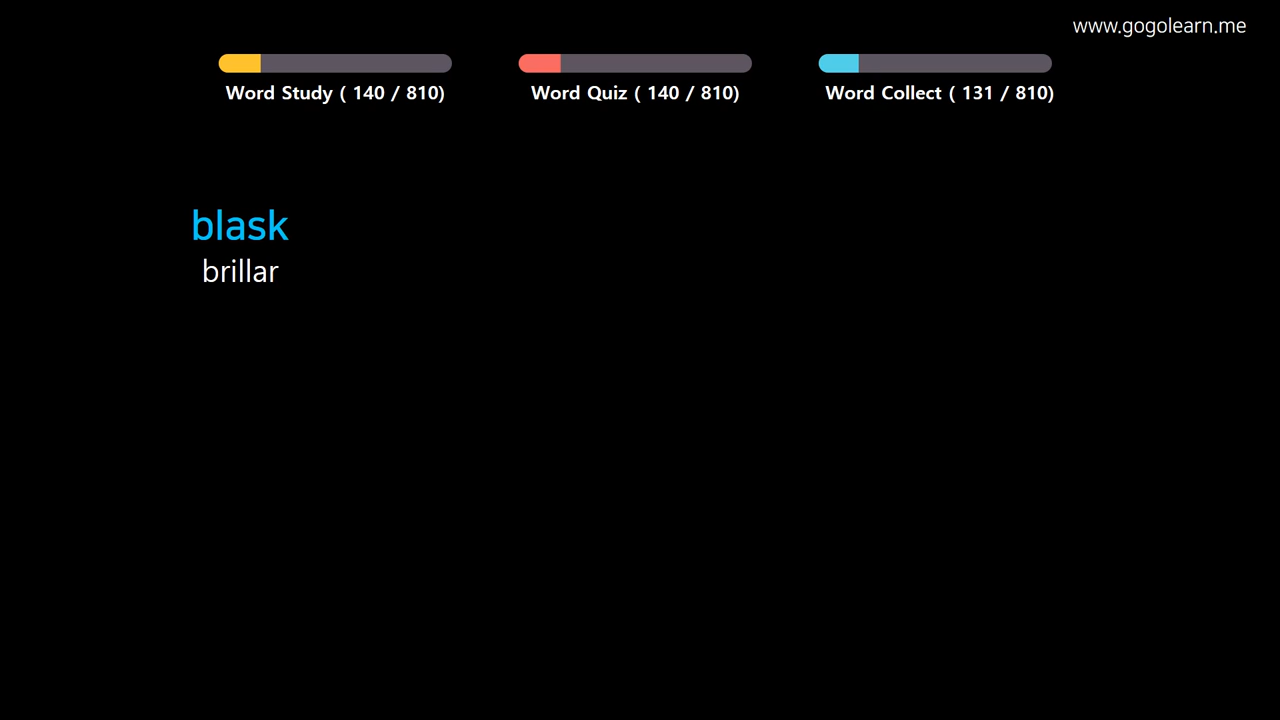 www.gogolearn.me
Word Study ( 140 / 810)
Word Quiz ( 140 / 810)
Word Collect ( 131 / 810)
blask
brillar